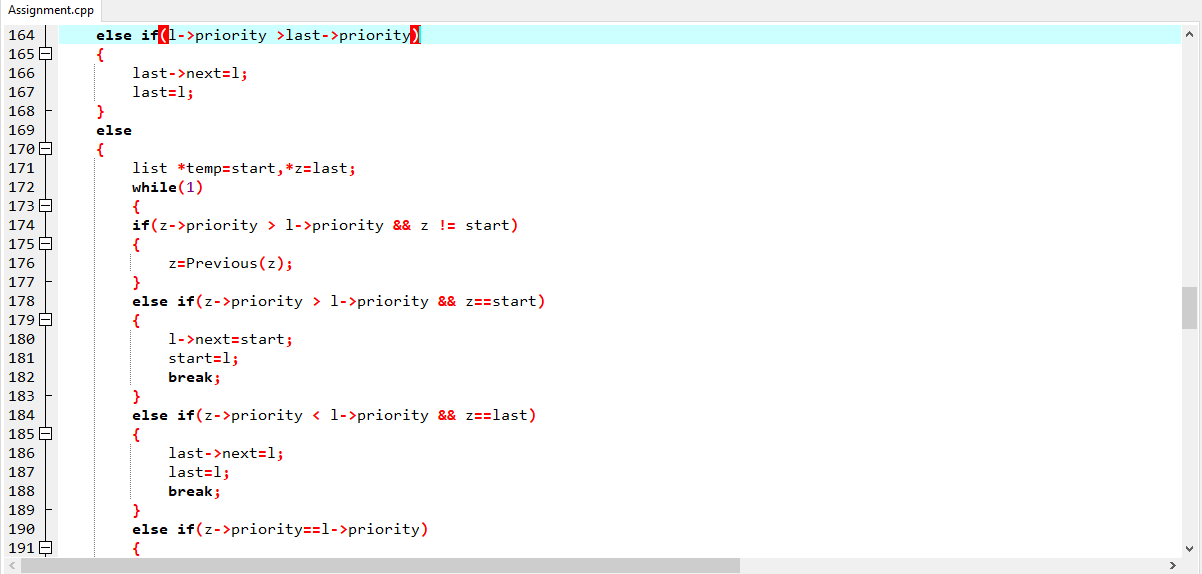 Assignment.cpp
164 else if(l->priority >last->priority)
165 {
166 last->next=l;
167 last=l;
168 }
169 else
170 {
171 list *temp=start,*z=last;
172 while(1)
173 {
174 if(z->priority > l->priority && z != start)
175 {
176 z=Previous(z);
177 }
178 else if(z->priority > l->priority && z==start)
179 {
180 l->next=start;
181 start=l;
182 break;
183 }
184 else if(z->priority < l->priority && z==last)
185 {
186 last->next=l;
187 last=l;
188 break;
189 }
190 else if(z->priority==l->priority)
191 {